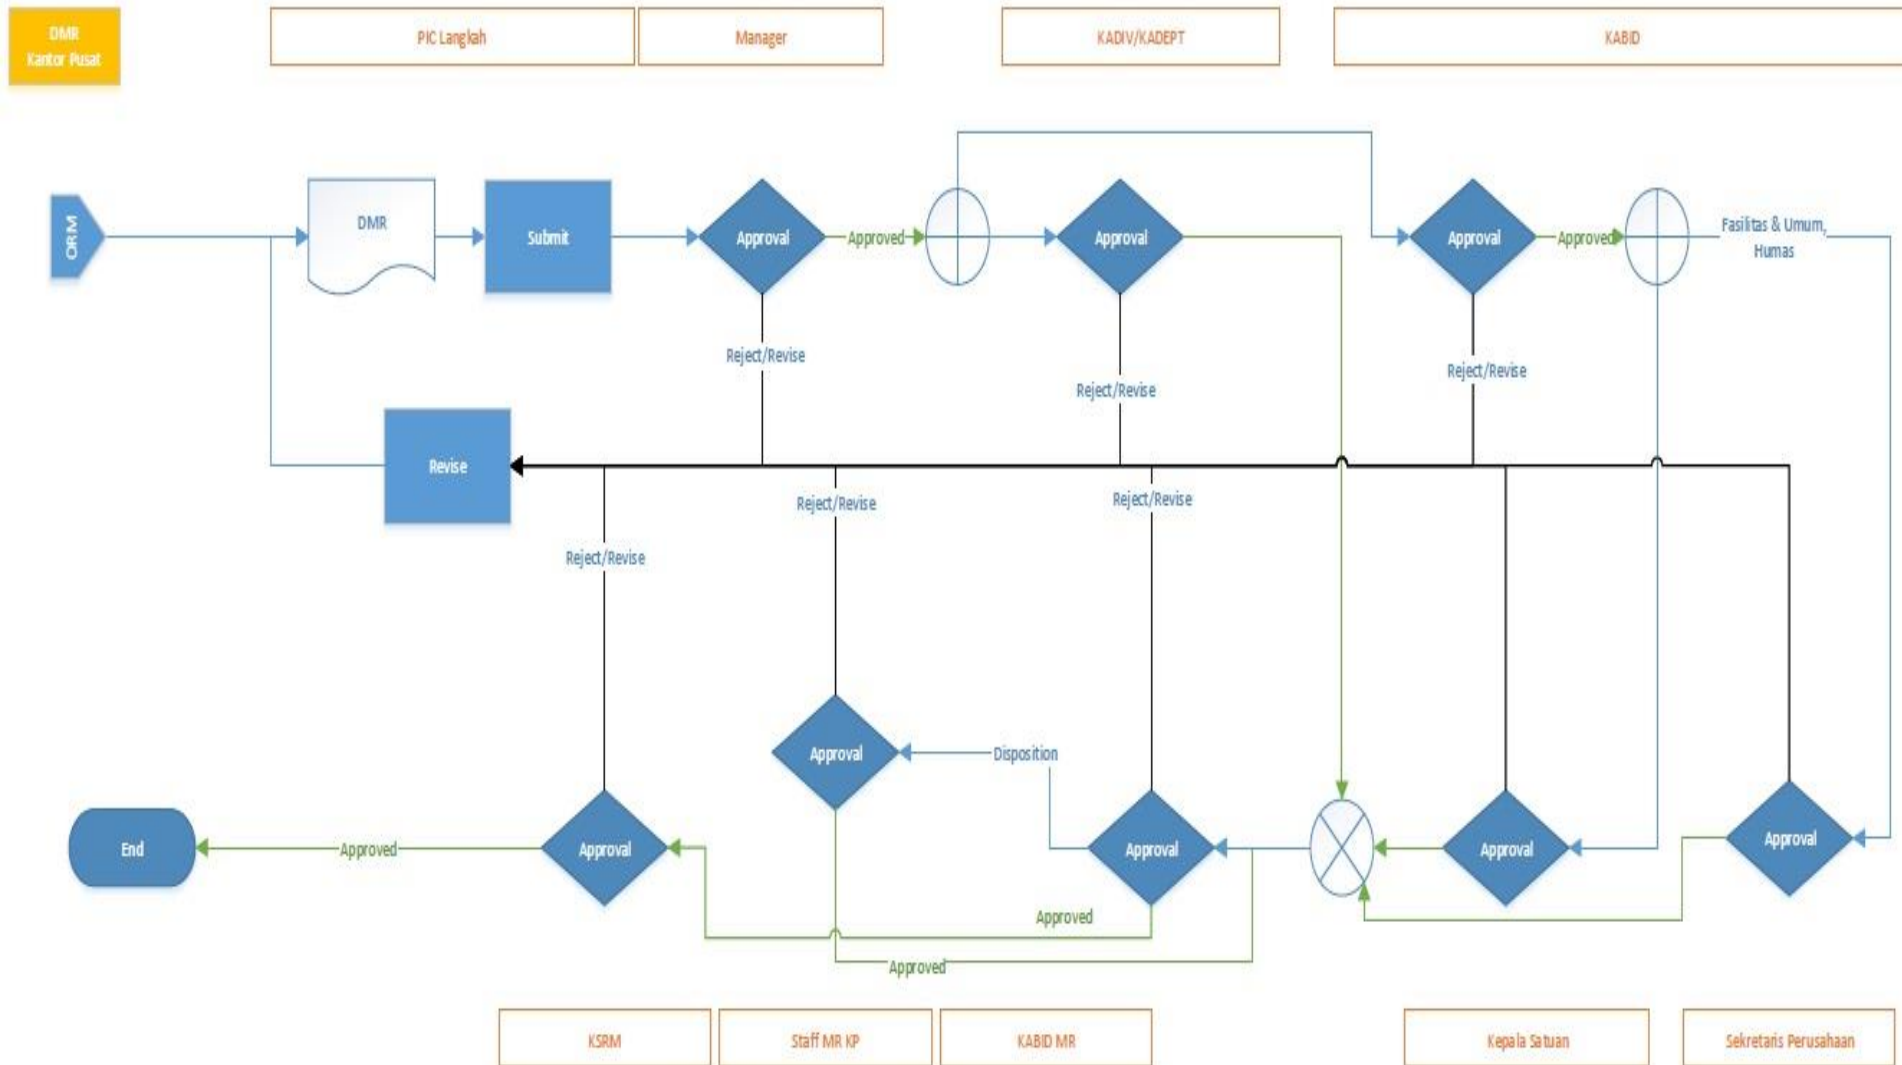 DMR
Kantor Pusat
PIC Langkah
Manager
KADIV/KADEPT
KABID
ORM
DMR
Submit
Approval
Approved
Approval
Approval
Approved
Fasilitas & Umum,
Humas
Reject/Revise
Reject/Revise
Reject/Revise
Revise
Reject/Revise
Reject/Revise
Reject/Revise
Approval
Disposition
End
Approved
Approval
Approval
Approval
Approval
Approved
Approved
KSRM
Staff MR KP
KABID MR
Kepala Satuan
Sekretaris Perusahaan